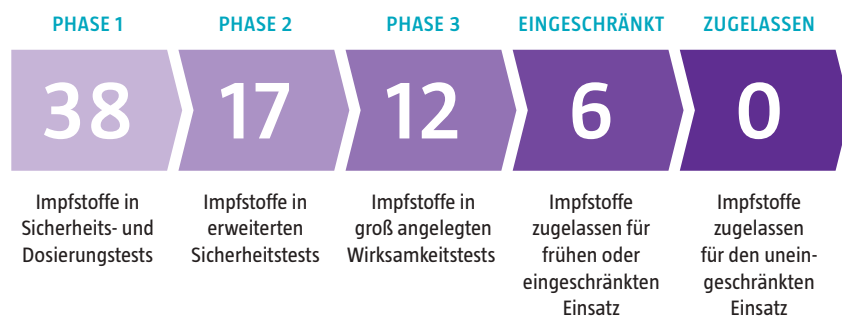 PHASE 1
PHASE 2
PHASE 3
EINGESCHRÄNKT
ZUGELASSEN
38
17
12
6
0
Impfstoffe in
Sicherheits- und
Dosierungstests
Impfstoffe in
erweiterten
Sicherheitstests
Impfstoffe in
groß angelegten
Wirksamkeitstests
Impfstoffe
zugelassen für
frühen oder
eingeschränkten
Einsatz
Impfstoffe
zugelassen
für den unein-
geschränkten
Einsatz